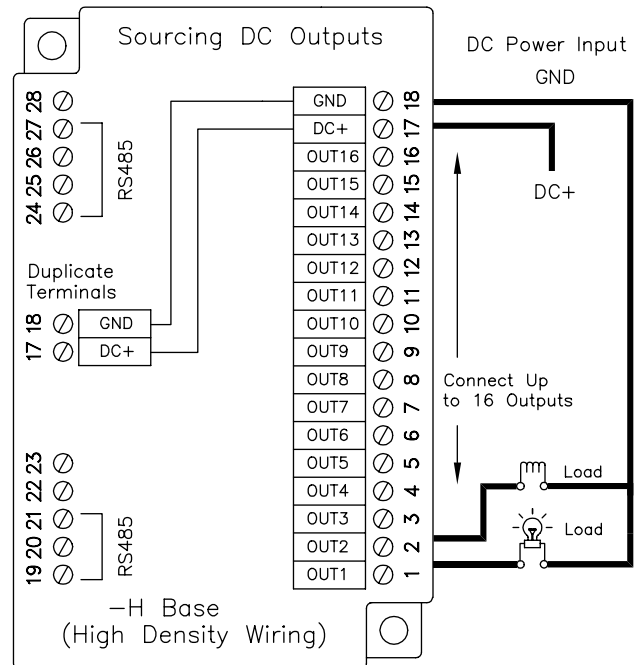 Sourcing DC Outputs
DC Power Input
GND
DC+
28
27
26
25
24
RS485
Duplicate
Terminals
18 GND
17 DC+
23
22
21
20
19
RS485
GND 18
DC+ 17
OUT16 16
OUT15 15
OUT14 14
OUT13 13
OUT12 12
OUT11 11
OUT10 10
OUT9 9
OUT8 8
OUT7 7
OUT6 6
OUT5 5
OUT4 4
OUT3 3
OUT2 2
OUT1 1
Connect Up
to 16 Outputs
Load
Load
-H Base
(High Density Wiring)